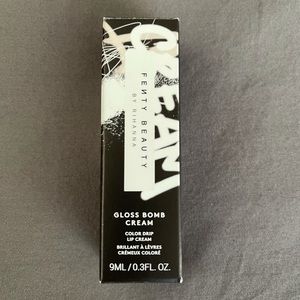 CREAM
FENTY BEAUTY
BY RIHANNA
GLOSS BOMB
CREAM
COLOR DRIP
LIP CREAM
BRILLANT À LÈVRES
CRÉMEUX COLORÉ
9ML / 0.3FL. OZ.